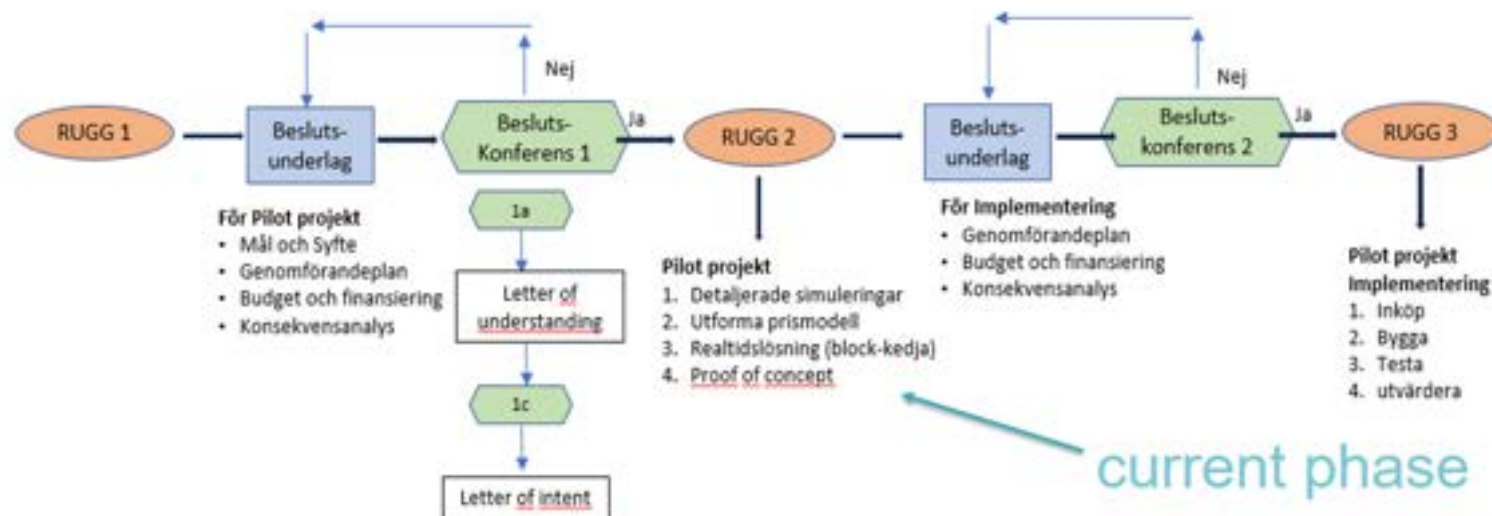 Nej
Nej
RUGG 1
Besluts-
underlag
Besluts-
Konferens 1
Ja
RUGG 2
Besluts-
underlag
Besluts-
konferens 2
Ja
RUGG 3
För Pilot projekt
• Mål och Syfte
• Genomförandeplan
• Budget och finansiering
• Konsekvensanalys
1a
Letter of
understanding
1c
Letter of intent
Pilot projekt
1. Detaljerade simuleringar
2. Utforma prismodell
3. Realtidslösning (block-kedja)
4. Proof of concept
För Implementering
• Genomförandeplan
• Budget och finansiering
• Konsekvensanalys
Pilot projekt
Implementering
1. Inköp
2. Bygga
3. Testa
4. utvärdera
current phase